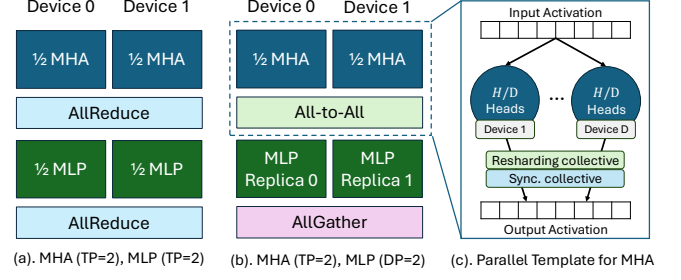 Device 0 Device 1
½ MHA ½ MHA
AllReduce
½ MLP ½ MLP
AllReduce
(a). MHA (TP=2), MLP (TP=2)
Device 0 Device 1
½ MHA ½ MHA
All-to-All
MLP Replica 0 MLP Replica 1
AllGather
(b). MHA (TP=2), MLP (DP=2)
Input Activation
H/D Heads ... H/D Heads
Device 1 Device D
Resharding collective
Sync. collective
Output Activation
(c). Parallel Template for MHA